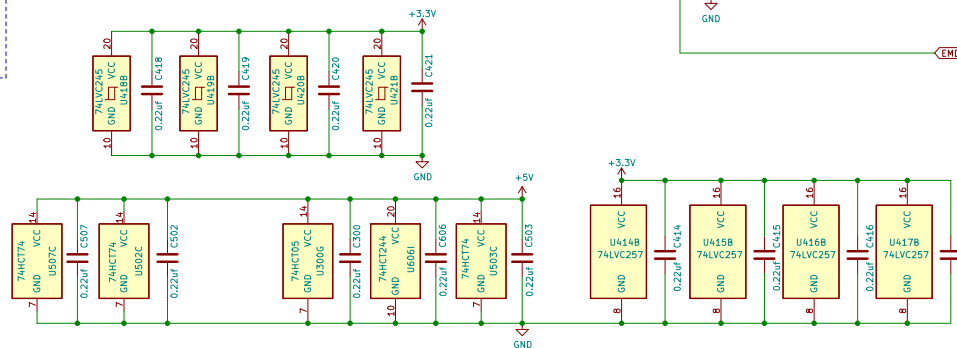 GND
EMD
+3.3V
20
74LVC245
VCC
GND
U418B
10
C418
0.22uf
20
74LVC245
VCC
GND
U419B
10
C419
0.22uf
20
74LVC245
VCC
GND
U420B
10
C420
0.22uf
20
74LVC245
VCC
GND
U421B
10
C421
0.22uf
GND
+5V
14
74HCT74
VCC
GND
U507C
7
C507
0.22uf
14
74HCT74
VCC
GND
U502C
7
C502
0.22uf
14
74HCT05
VCC
GND
U300G
7
C300
0.22uf
20
74HCT244
VCC
GND
U606I
10
C606
0.22uf
14
74HCT74
VCC
GND
U503C
7
C503
0.22uf
GND
+3.3V
16
VCC
U414B
74LVC257
GND
8
C414
0.22uf
16
VCC
U415B
74LVC257
GND
8
C415
0.22uf
16
VCC
U416B
74LVC257
GND
8
C416
0.22uf
16
VCC
U417B
74LVC257
GND
8